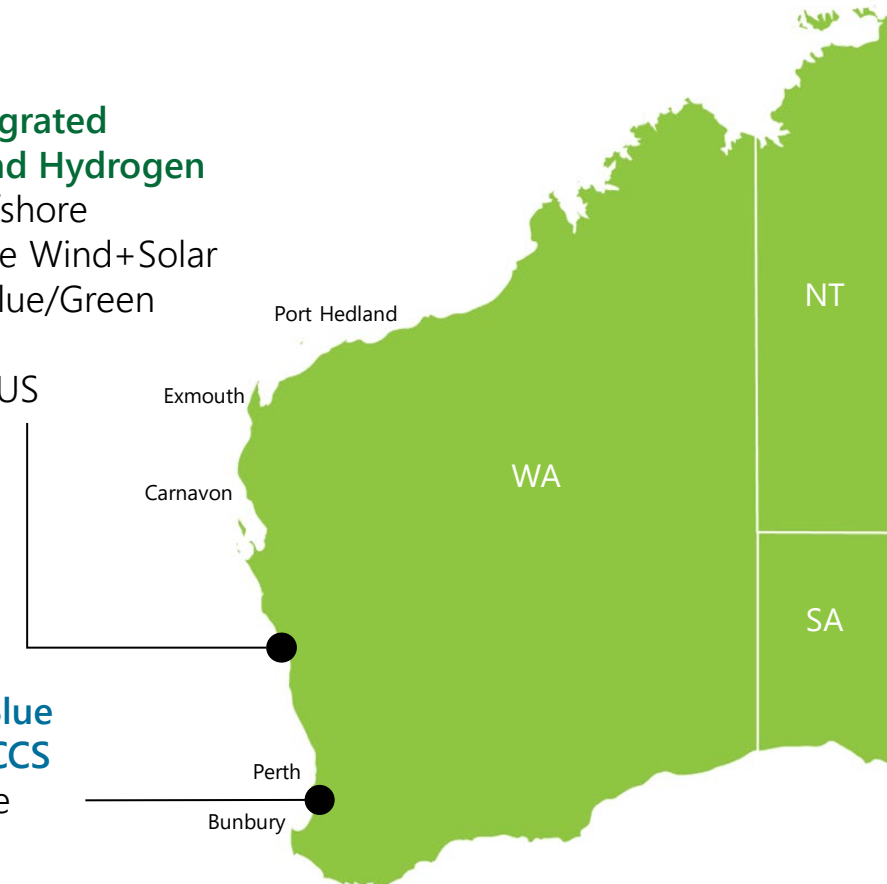 grated
nd Hydrogen
shore
e Wind+Solar
lue/Green
US
Port Hedland
Exmouth
Carnavon
NT
WA
SA
lue
CCS
e
Perth
Bunbury